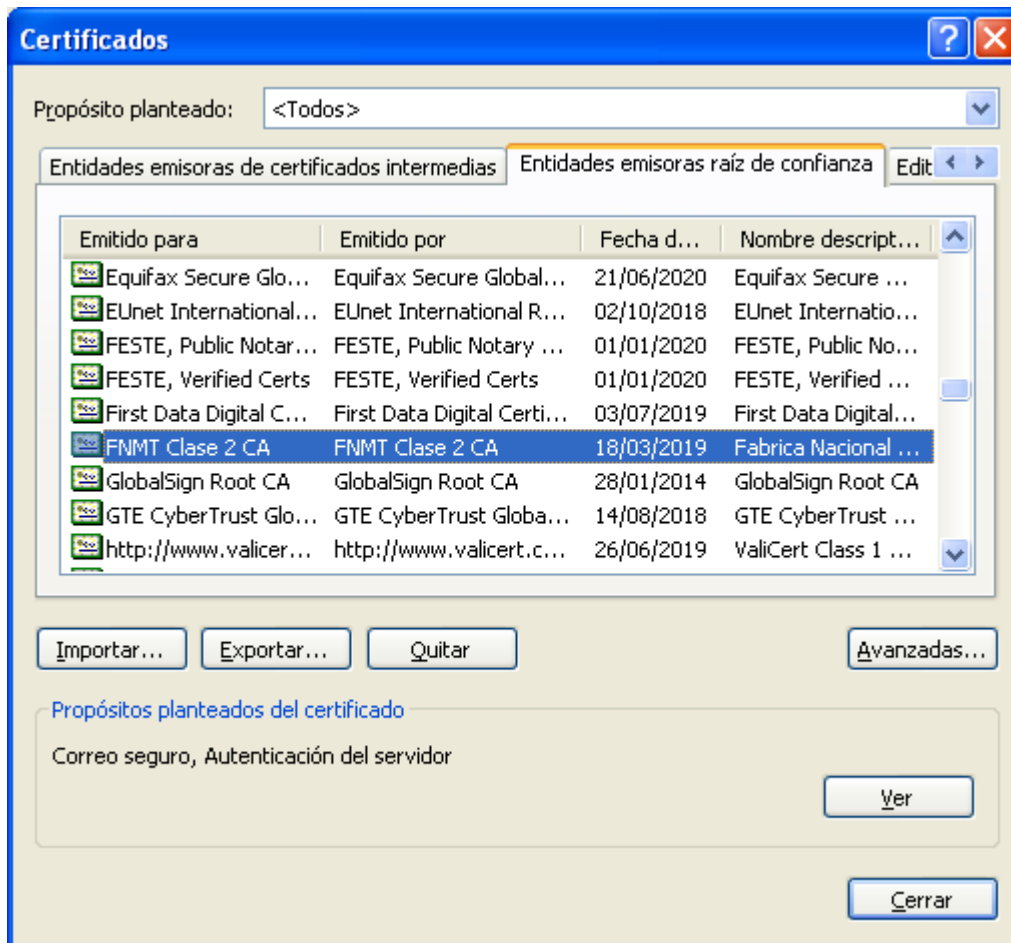 Certificados
Propósito planteado: <Todos>
Entidades emisoras de certificados intermedias Entidades emisoras raíz de confianza Edit
Emitido para Emitido por Fecha d... Nombre descript...
Equifax Secure Glo... Equifax Secure Global... 21/06/2020 Equifax Secure ...
EUnet International... EUnet International R... 02/10/2018 EUnet Internatio...
FESTE, Public Notar... FESTE, Public Notary ... 01/01/2020 FESTE, Public No...
FESTE, Verified Certs FESTE, Verified Certs 01/01/2020 FESTE, Verified ...
First Data Digital C... First Data Digital Certi... 03/07/2019 First Data Digital...
FNMT Clase 2 CA FNMT Clase 2 CA 18/03/2019 Fabrica Nacional ...
GlobalSign Root CA GlobalSign Root CA 28/01/2014 GlobalSign Root CA
GTE CyberTrust Glo... GTE CyberTrust Globa... 14/08/2018 GTE CyberTrust ...
http://www.valicer... http://www.valicert.c... 26/06/2019 ValiCert Class 1 ...
Importar... Exportar... Quitar Avanzadas...
Propósitos planteados del certificado
Correo seguro, Autenticación del servidor
Ver
Cerrar